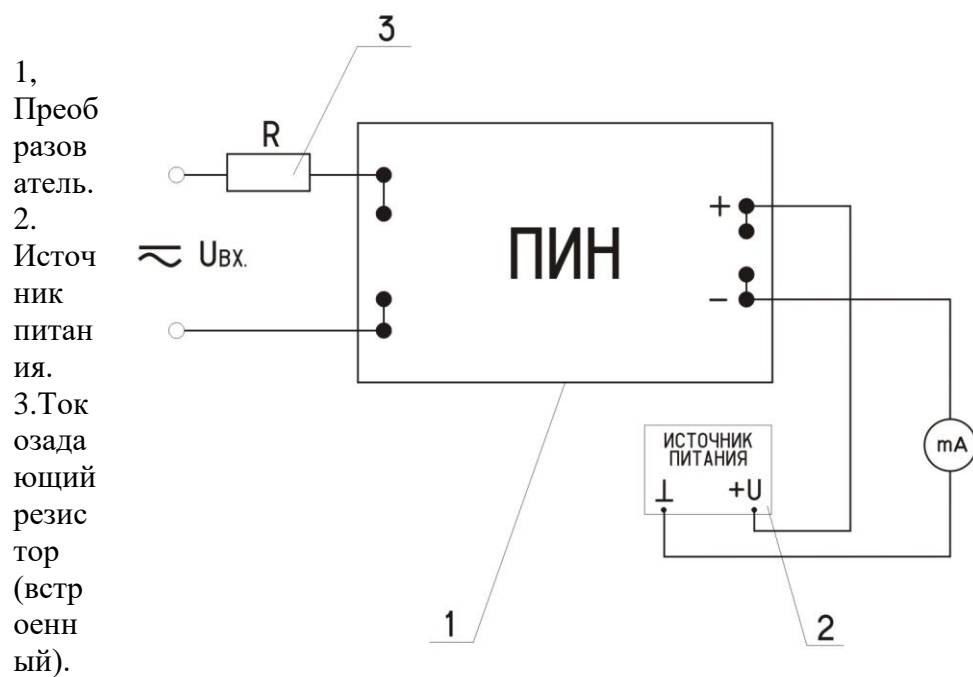 3
1,
Преоб
разов
атель.
2.
Источ
ник
питан
ия.
3.Ток
озада
ющий
резис
тор
(встр
оенн
ый).
R
Uвх.
ПИН
+
−
mA
ИСТОЧНИК
ПИТАНИЯ
⊥ +U
1
2